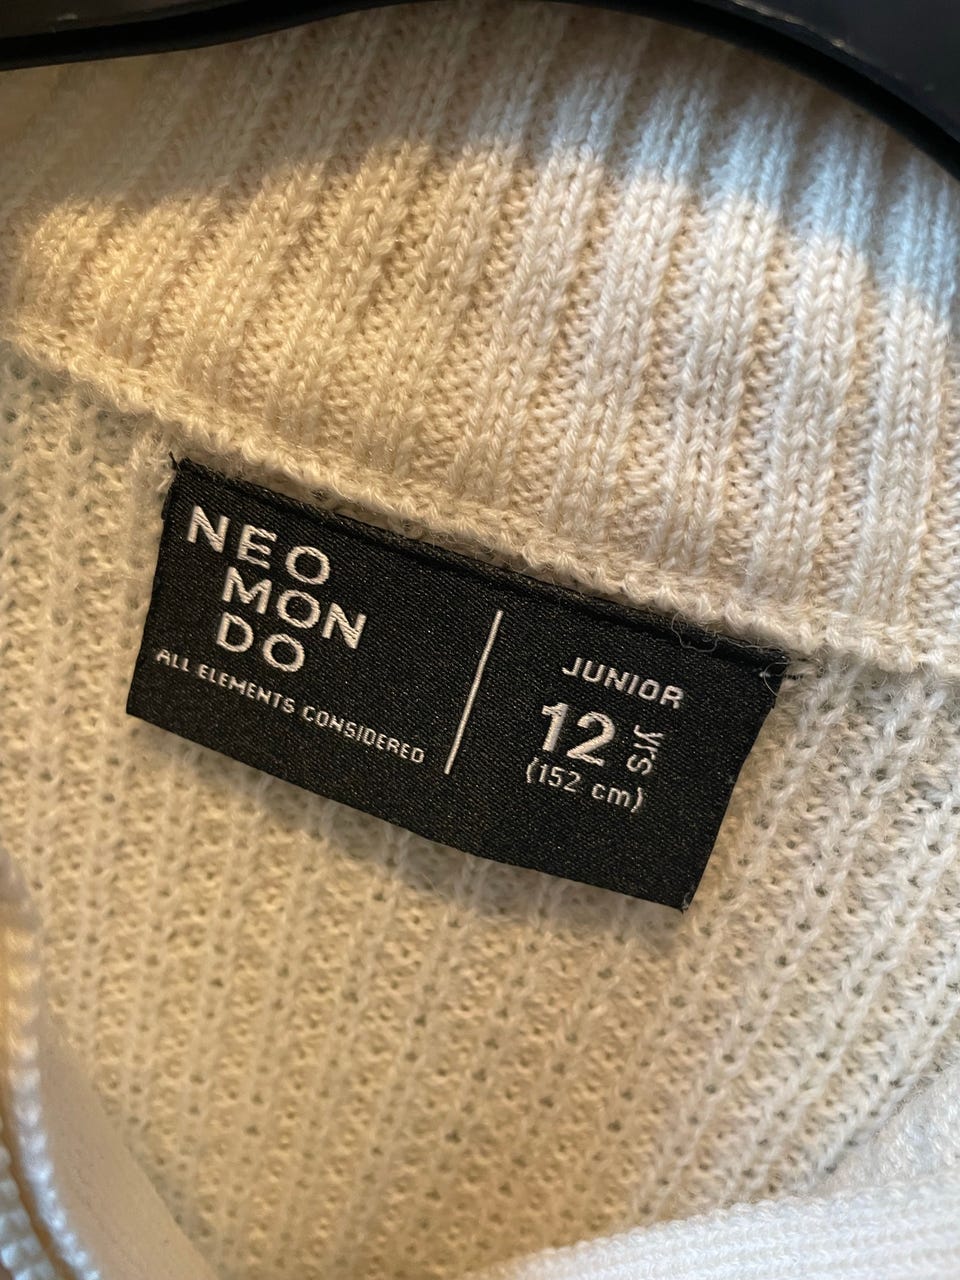 NEO
MON
DO
ALL ELEMENTS CONSIDERED
JUNIOR
12 yrs
(152 cm)